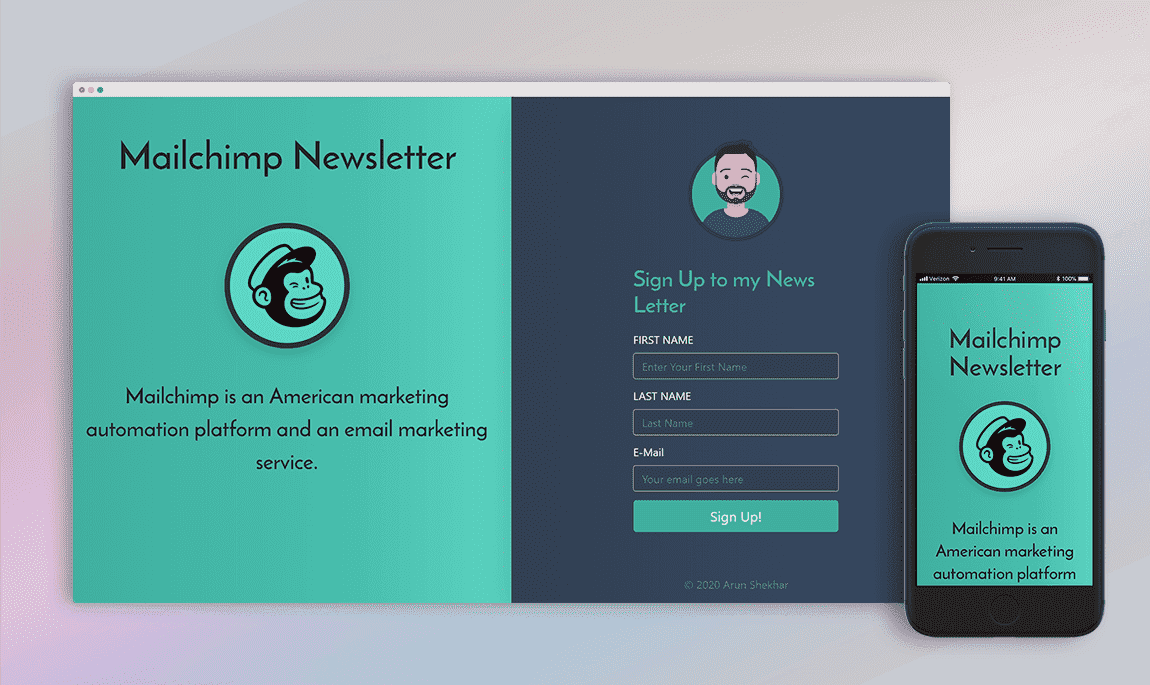 Mailchimp Newsletter
Mailchimp is an American marketing
automation platform and an email marketing
service.
Sign Up to my News
Letter
FIRST NAME
Enter Your First Name
LAST NAME
Last Name
E-Mail
Your email goes here
Sign Up!
© 2020 Arun Shekhar
Verizon 9:41 AM 100%
Mailchimp
Newsletter
Mailchimp is an
American marketing
automation platform